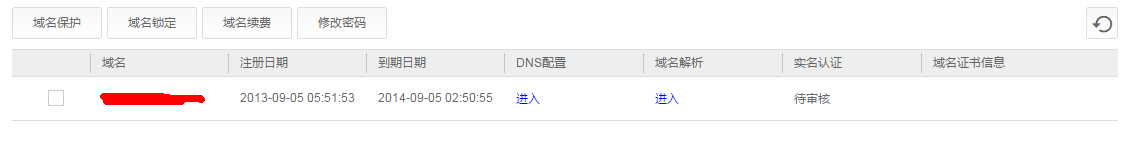 域名保护 域名锁定 域名续费 修改密码
域名 注册日期 到期日期 DNS配置 域名解析 实名认证 域名证书信息
2013-09-05 05:51:53 2014-09-05 02:50:55 进入 进入 待审核